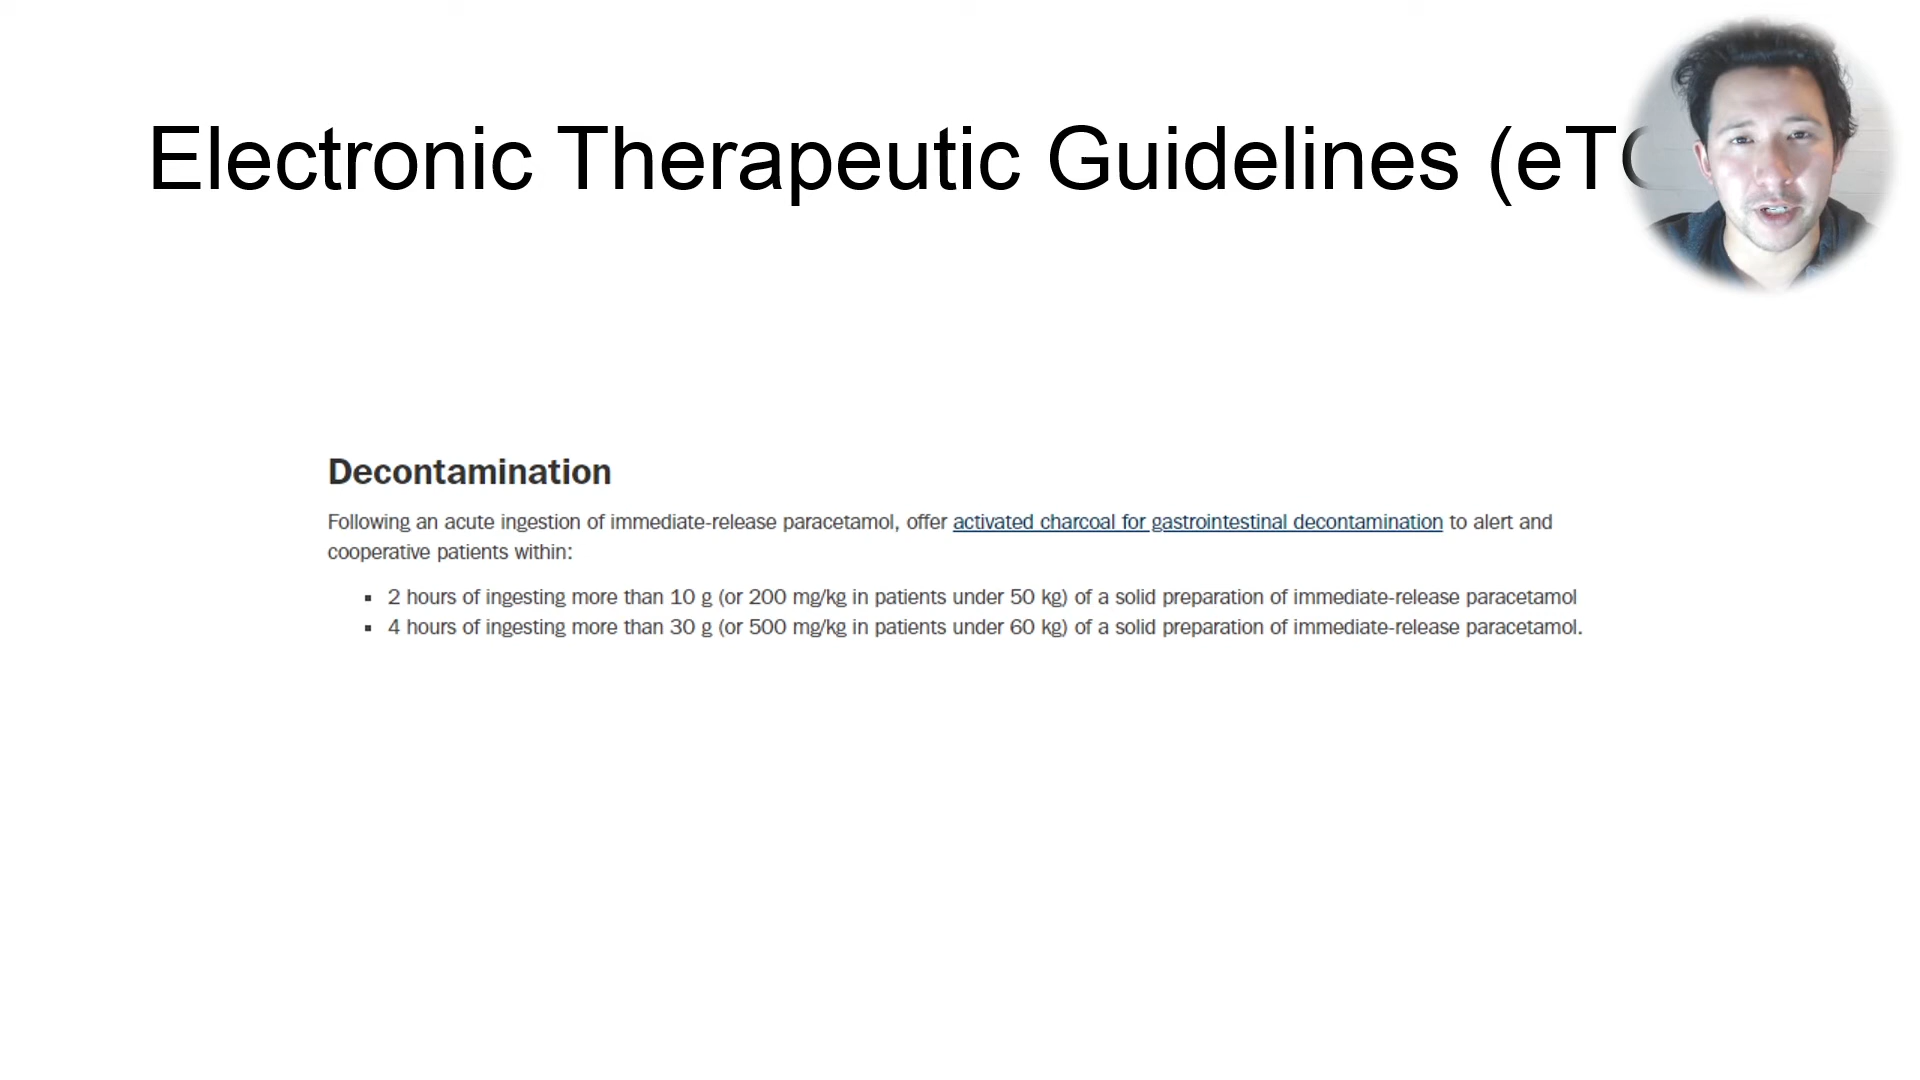 Electronic Therapeutic Guidelines (eT
Decontamination
Following an acute ingestion of immediate-release paracetamol, offer activated charcoal for gastrointestinal decontamination to alert and
cooperative patients within:
▪ 2 hours of ingesting more than 10 g (or 200 mg/kg in patients under 50 kg) of a solid preparation of immediate-release paracetamol
▪ 4 hours of ingesting more than 30 g (or 500 mg/kg in patients under 60 kg) of a solid preparation of immediate-release paracetamol.